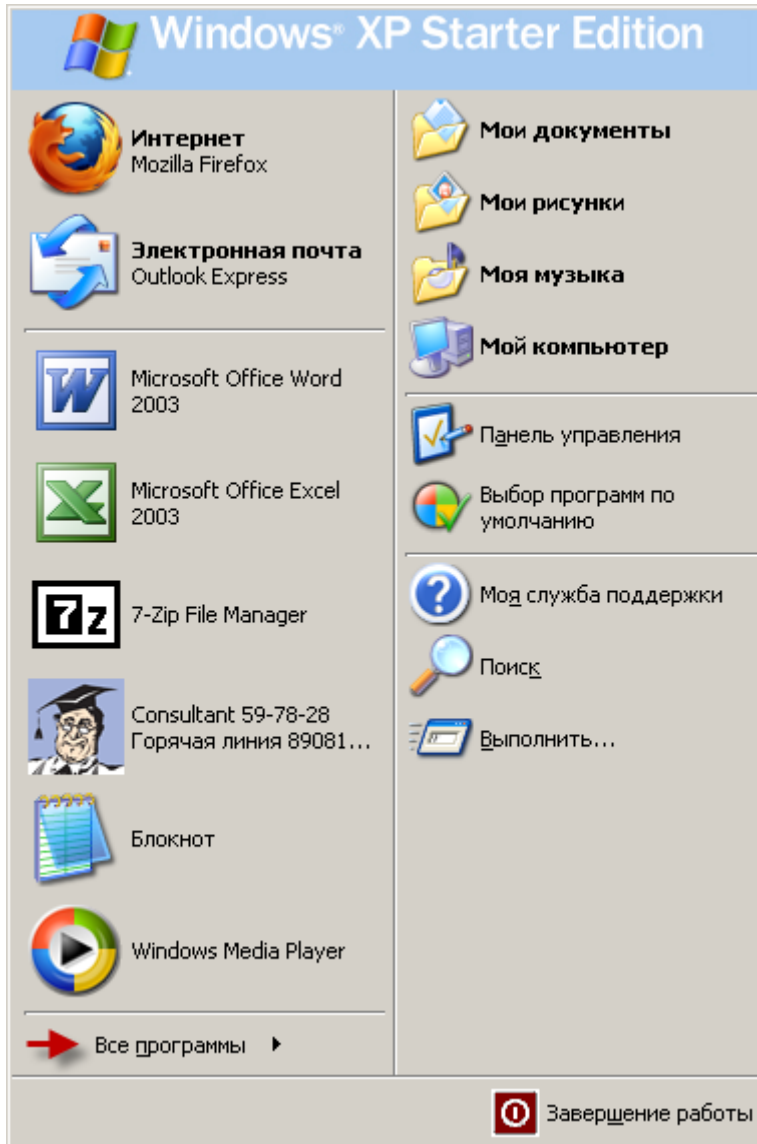 Windows® XP Starter Edition
Интернет
Mozilla Firefox
Электронная почта
Outlook Express
Microsoft Office Word
2003
Microsoft Office Excel
2003
7z
7-Zip File Manager
Consultant 59-78-28
Горячая линия 89081...
Блокнот
Windows Media Player
Все программы
Мои документы
Мои рисунки
Моя музыка
Мой компьютер
Панель управления
Выбор программ по
умолчанию
Моя служба поддержки
Поиск
Выполнить...
Завершение работы